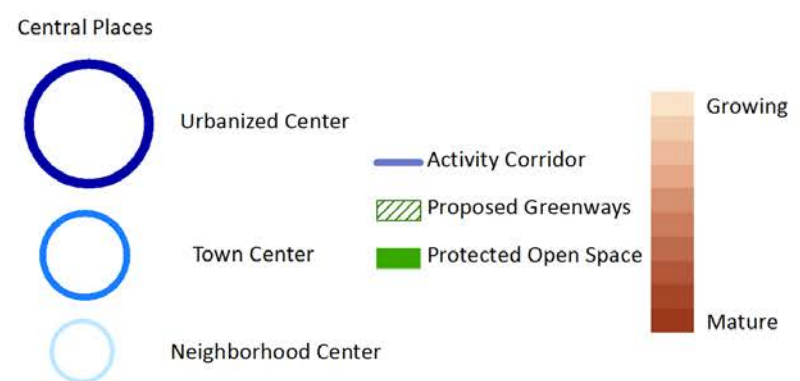 Central Places
Urbanized Center
Town Center
Neighborhood Center
Activity Corridor
Proposed Greenways
Protected Open Space
Growing
Mature